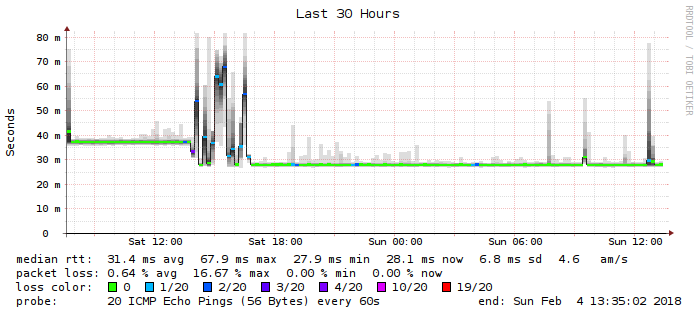 Last 30 Hours
RRDTOOL / TOBI OETIKER
Seconds
80 m
70 m
60 m
50 m
40 m
30 m
20 m
10 m
0
Sat 12:00 Sat 18:00 Sun 00:00 Sun 06:00 Sun 12:00
median rtt: 31.4 ms avg 67.9 ms max 27.9 ms min 28.1 ms now 6.8 ms sd 4.6 am/s
packet loss: 0.64 % avg 16.67 % max 0.00 % min 0.00 % now
loss color: 0 1/20 2/20 3/20 4/20 10/20 19/20
probe: 20 ICMP Echo Pings (56 Bytes) every 60s end: Sun Feb 4 13:35:02 2018